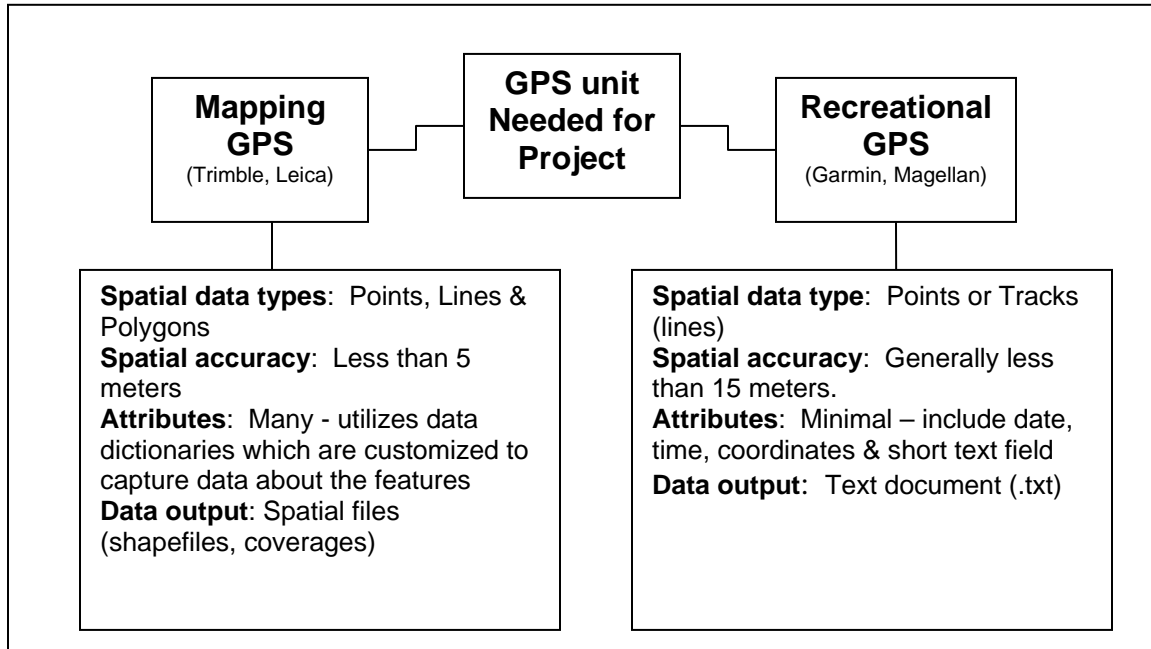 GPS unit
Needed for
Project
Mapping
GPS
(Trimble, Leica)
Recreational
GPS
(Garmin, Magellan)
Spatial data types:  Points, Lines &
Polygons
Spatial accuracy:  Less than 5
meters
Attributes:  Many - utilizes data
dictionaries which are customized to
capture data about the features
Data output: Spatial files
(shapefiles, coverages)
Spatial data type:  Points or Tracks
(lines)
Spatial accuracy:  Generally less
than 15 meters.
Attributes:  Minimal – include date,
time, coordinates & short text field
Data output:  Text document (.txt)